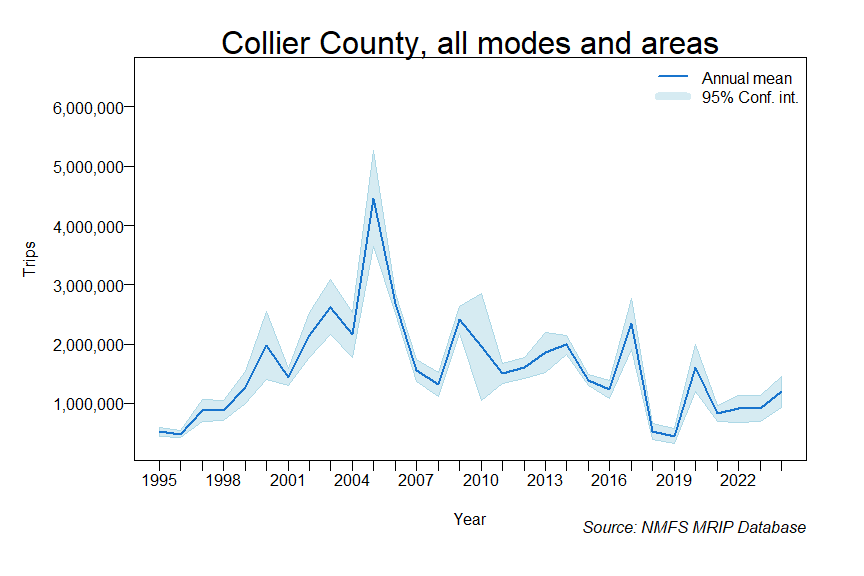 Collier County, all modes and areas
Annual mean
95% Conf. int.
6,000,000
5,000,000
4,000,000
3,000,000
2,000,000
1,000,000
Trips
1995 1998 2001 2004 2007 2010 2013 2016 2019 2022
Year
Source: NMFS MRIP Database